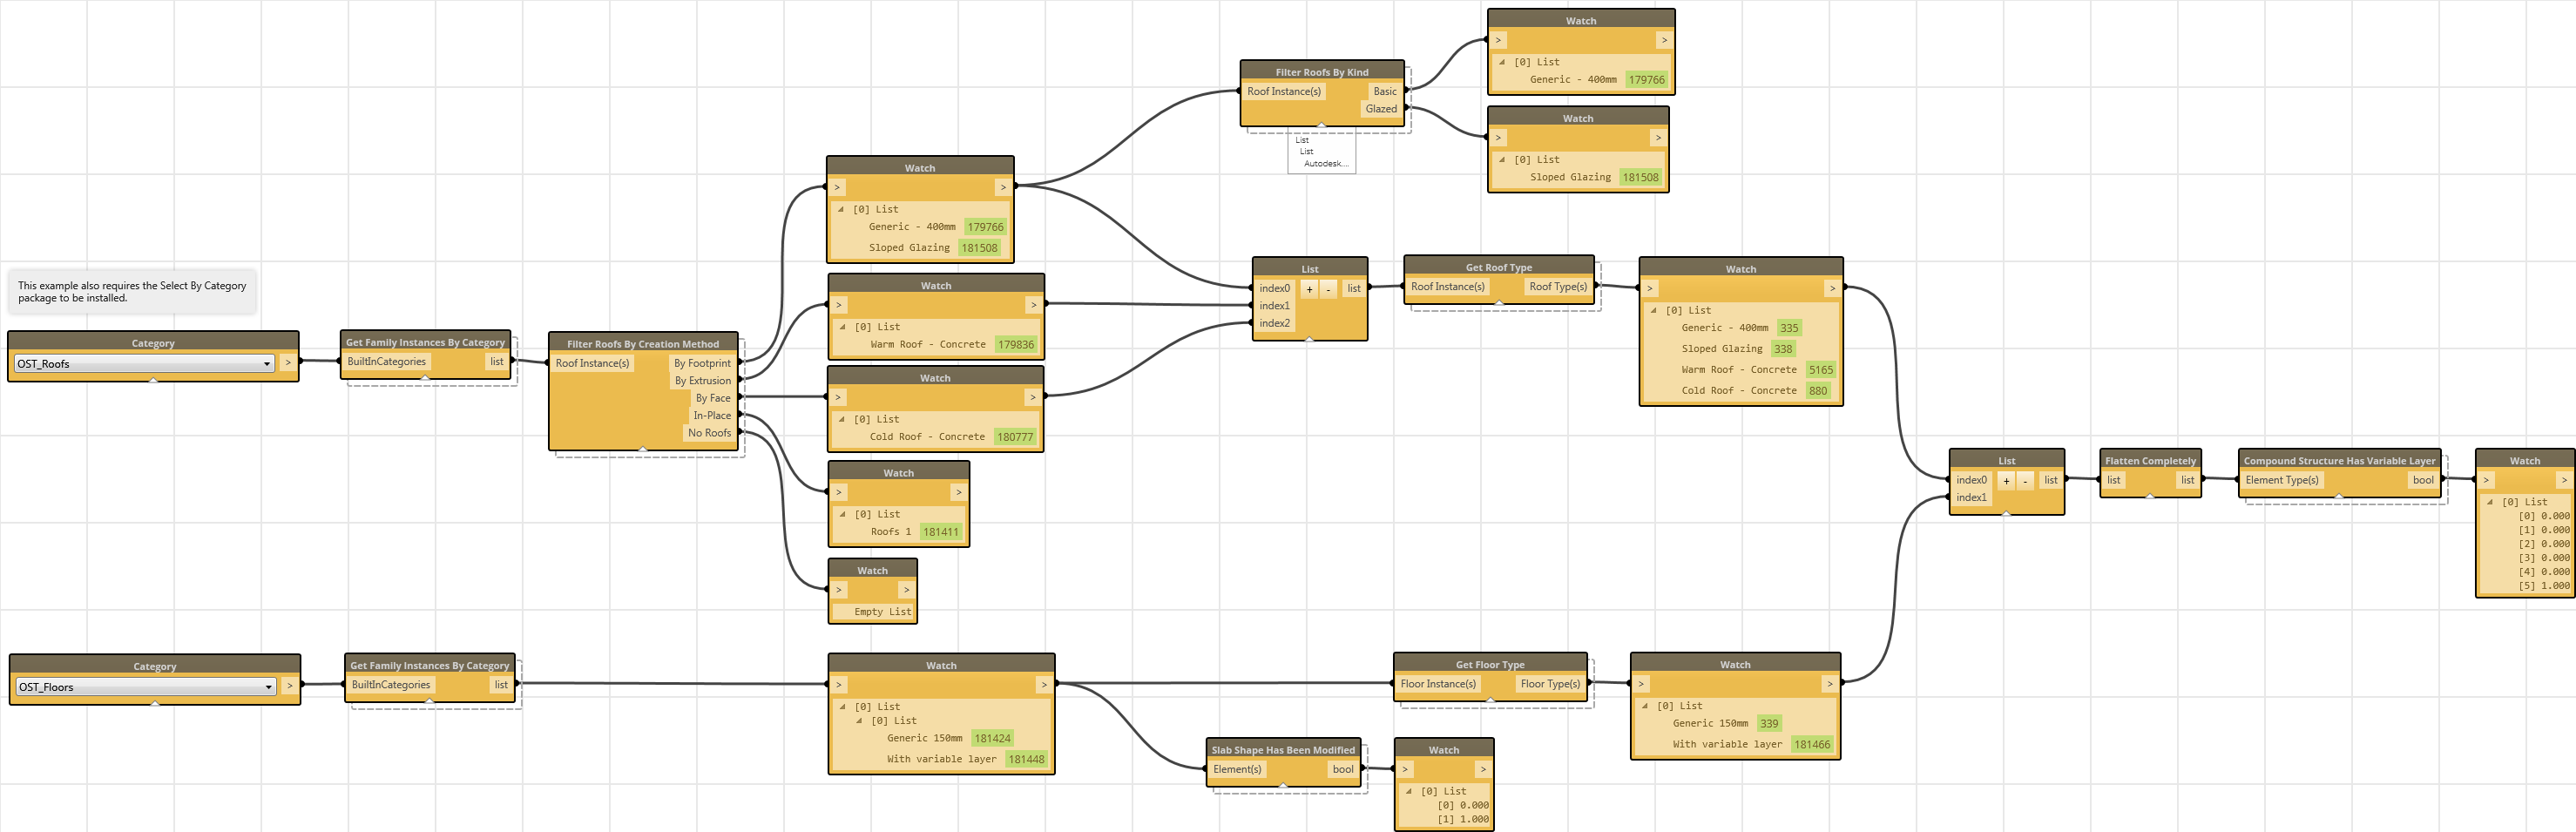 This example also requires the Select By Category
package to be installed.
Category
OST_Roofs
>
Get Family Instances By Category
BuiltInCategories list
Filter Roofs By Creation Method
Roof Instance(s) By Footprint
By Extrusion
By Face
In-Place
No Roofs
Watch
> >
[0] List
Generic - 400mm 179766
Sloped Glazing 181508
Watch
> >
[0] List
Warm Roof - Concrete 179836
Watch
> >
[0] List
Cold Roof - Concrete 180777
Watch
> >
[0] List
Roofs 1 181411
Watch
> >
Empty List
Filter Roofs By Kind
Roof Instance(s) Basic
Glazed
List
List
Autodesk....
Watch
> >
[0] List
Generic - 400mm 179766
Watch
> >
[0] List
Sloped Glazing 181508
List
index0 + - list
index1
index2
Get Roof Type
Roof Instance(s) Roof Type(s)
Watch
> >
[0] List
Generic - 400mm 335
Sloped Glazing 338
Warm Roof - Concrete 5165
Cold Roof - Concrete 880
List
index0 + - list
index1
Flatten Completely
list list
Compound Structure Has Variable Layer
Element Type(s) bool
Watch
> >
[0] List
[0] 0.000
[1] 0.000
[2] 0.000
[3] 0.000
[4] 0.000
[5] 1.000
Category
OST_Floors
>
Get Family Instances By Category
BuiltInCategories list
Watch
> >
[0] List
[0] List
Generic 150mm 181424
With variable layer 181448
Get Floor Type
Floor Instance(s) Floor Type(s)
Watch
> >
[0] List
Generic 150mm 339
With variable layer 181466
Slab Shape Has Been Modified
Element(s) bool
Watch
> >
[0] List
[0] 0.000
[1] 1.000